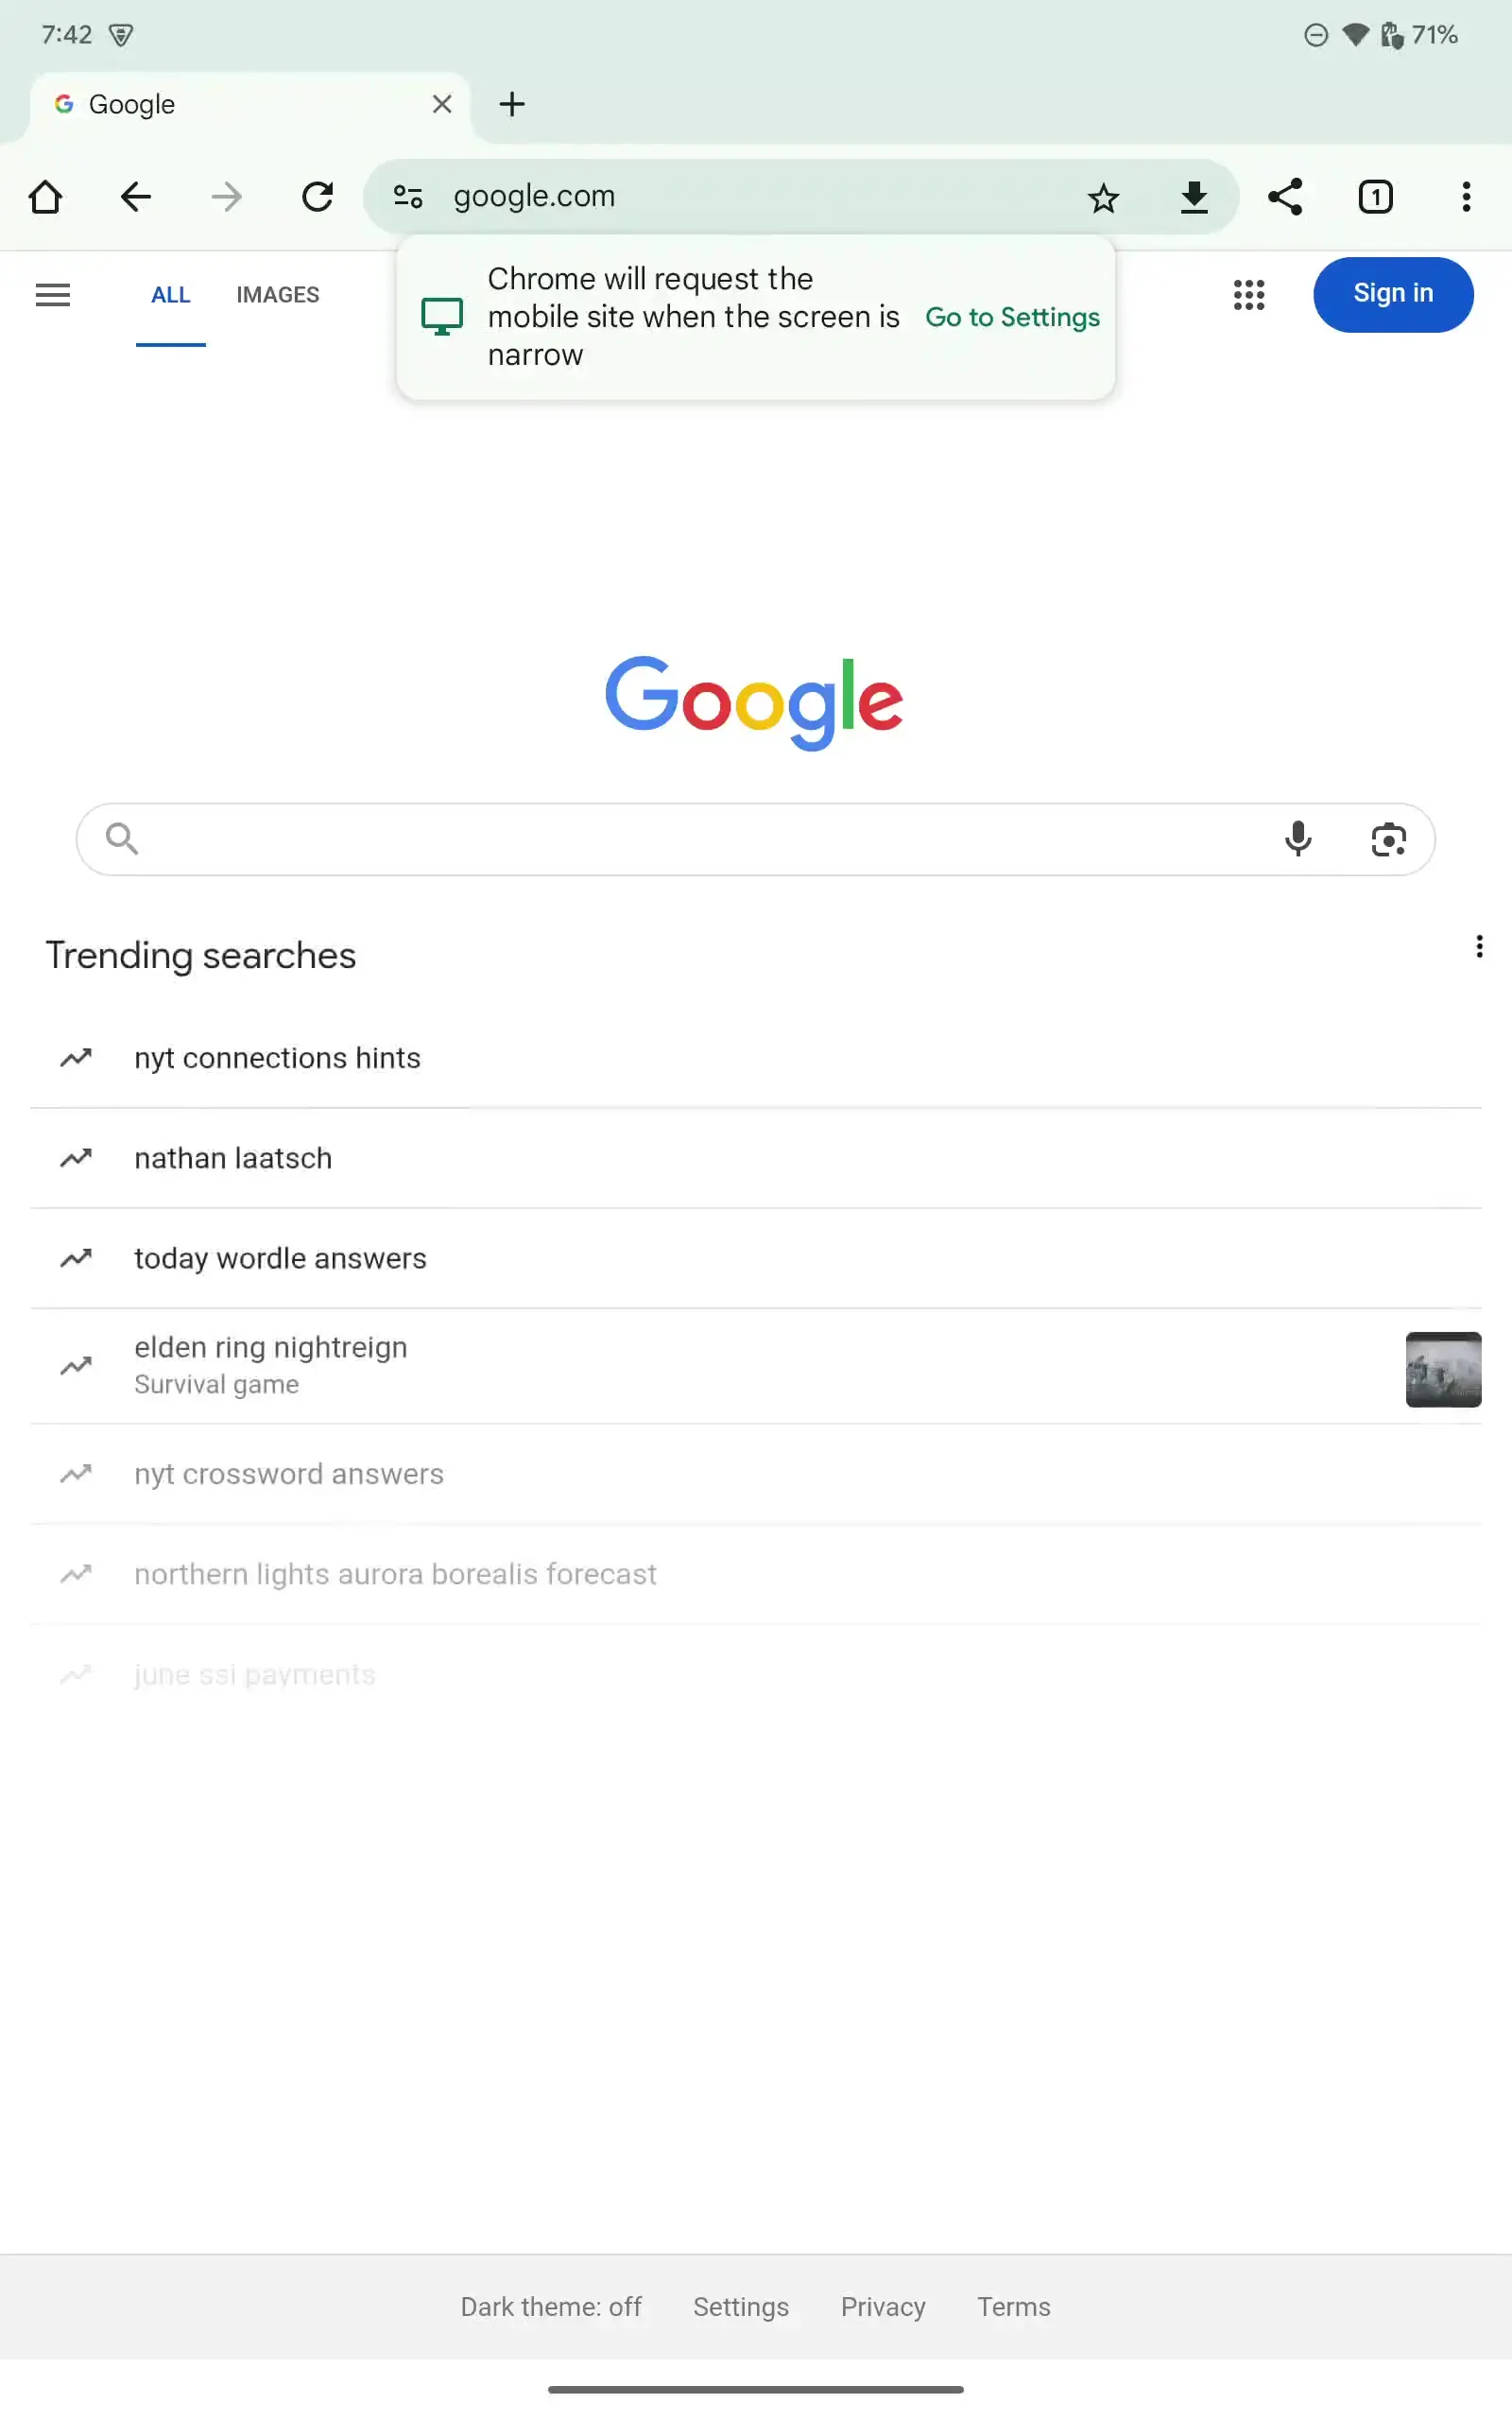 7:42
71%
Google
google.com
1
ALL IMAGES
Sign in
Chrome will request the
mobile site when the screen is
narrow
Go to Settings
Google
Trending searches
nyt connections hints
nathan laatsch
today wordle answers
elden ring nightreign
Survival game
nyt crossword answers
northern lights aurora borealis forecast
june ssi payments
Dark theme: off Settings Privacy Terms